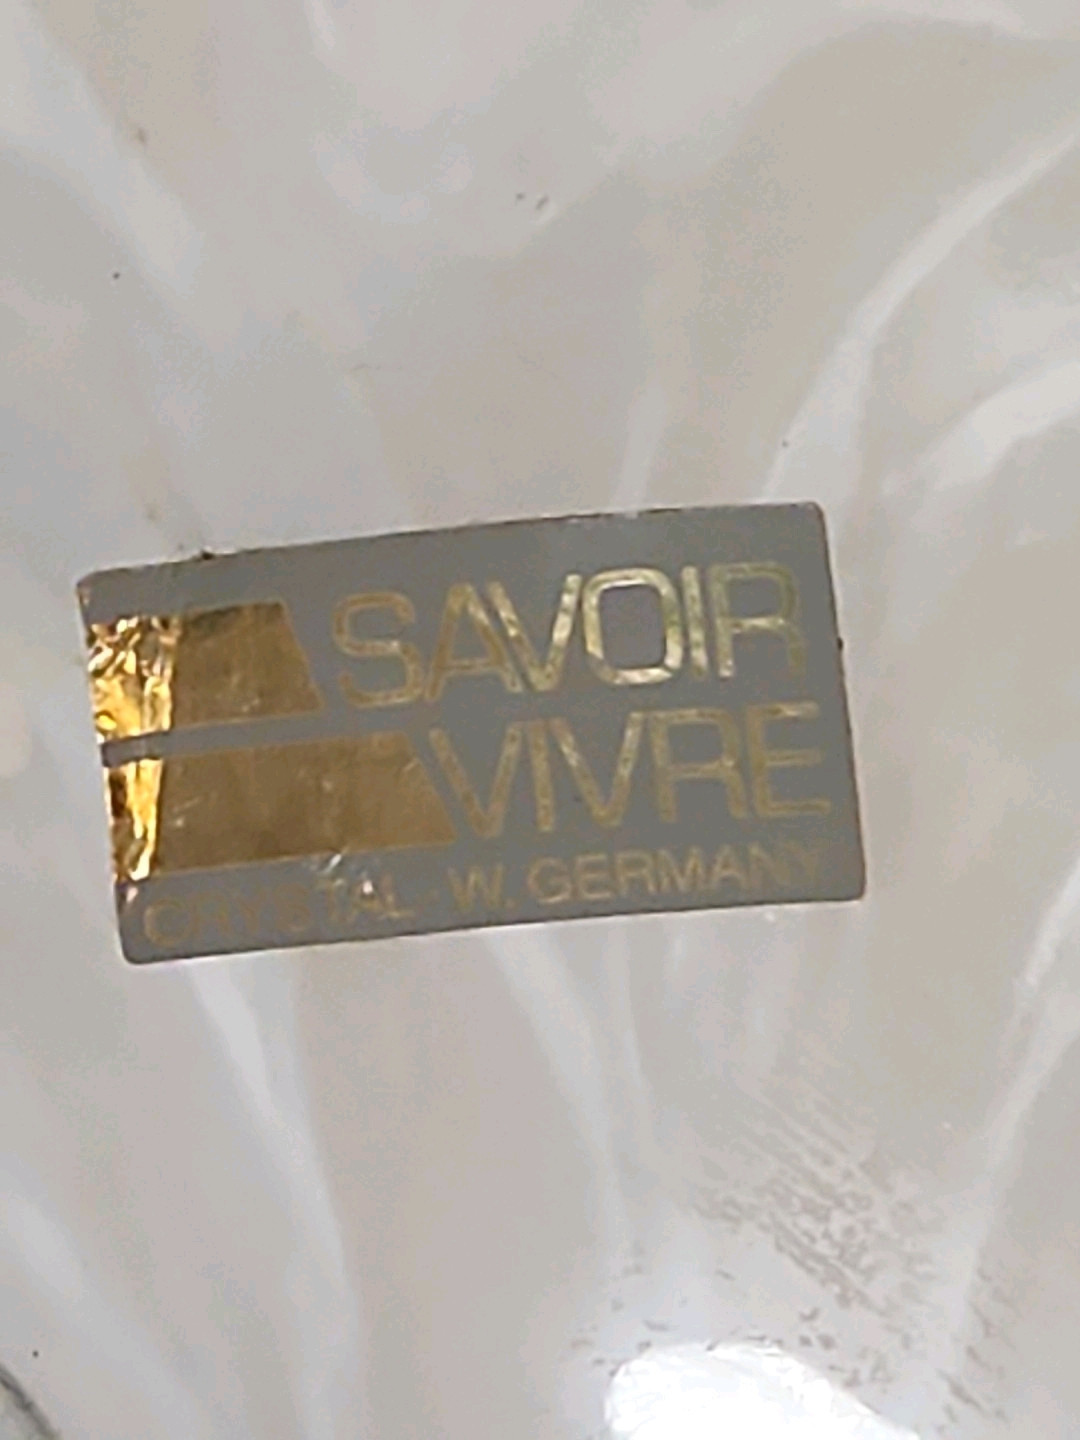 SAVOIR
VIVRE
CRYSTAL · W. GERMANY